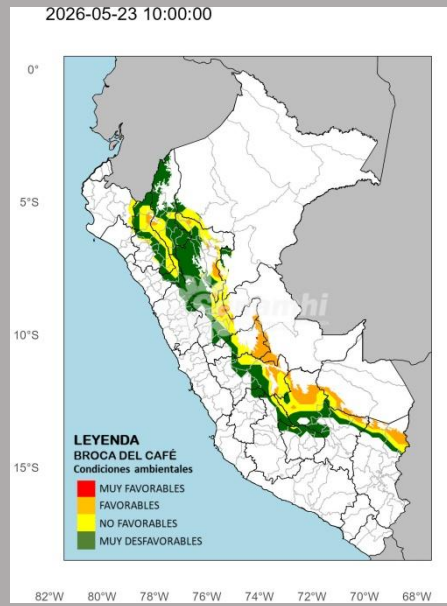 2026-05-23 10:00:00
0°
5°S
10°S
15°S
Senamhi
LEYENDA
BROCA DEL CAFÉ
Condiciones ambientales
MUY FAVORABLES
FAVORABLES
NO FAVORABLES
MUY DESFAVORABLES
82°W 80°W 78°W 76°W 74°W 72°W 70°W 68°W